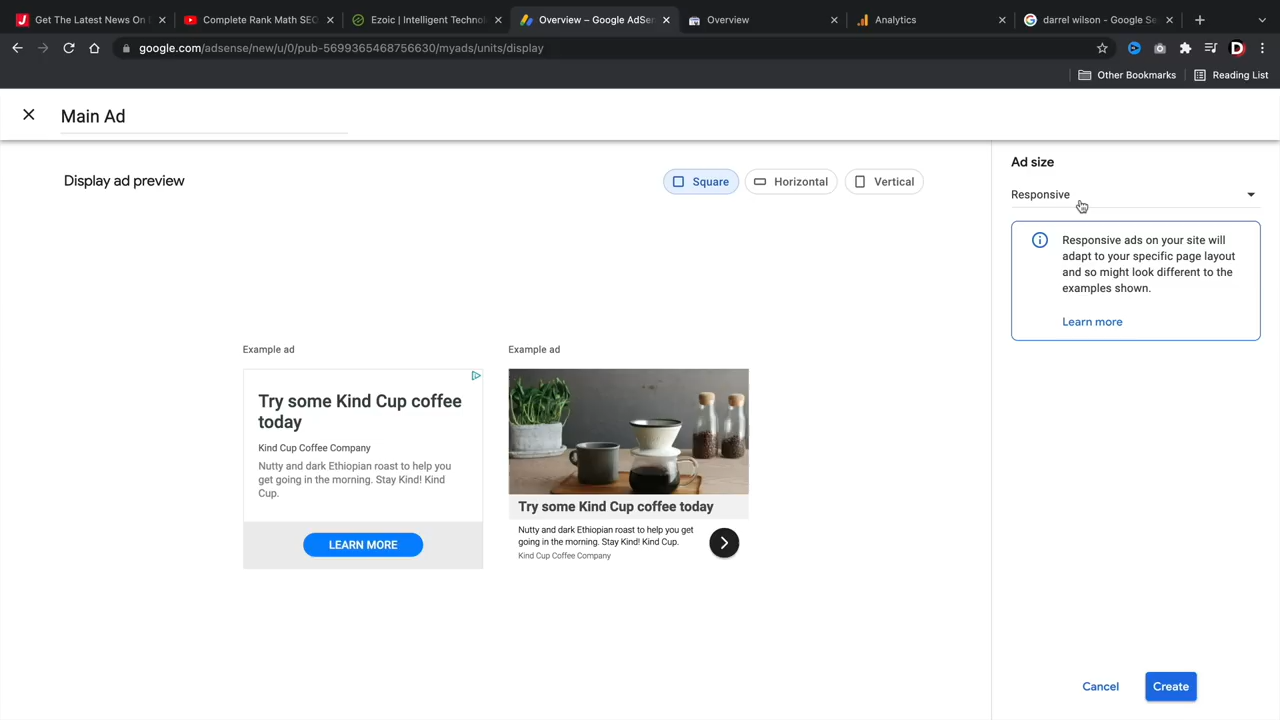 Get The Latest News On
Complete Rank Math SEO
Ezoic | Intelligent Technol
Overview – Google AdSen
Overview
Analytics
darrel wilson - Google Se
google.com/adsense/new/u/0/pub-5699365468756630/myads/units/display
D
Other Bookmarks
Reading List
Main Ad
Display ad preview
Square
Horizontal
Vertical
Ad size
Responsive
Responsive ads on your site will
adapt to your specific page layout
and so might look different to the
examples shown.
Learn more
Example ad
Try some Kind Cup coffee
today
Kind Cup Coffee Company
Nutty and dark Ethiopian roast to help you
get going in the morning. Stay Kind! Kind
Cup.
LEARN MORE
Example ad
Try some Kind Cup coffee today
Nutty and dark Ethiopian roast to help you get
going in the morning. Stay Kind! Kind Cup.
Kind Cup Coffee Company
Cancel
Create